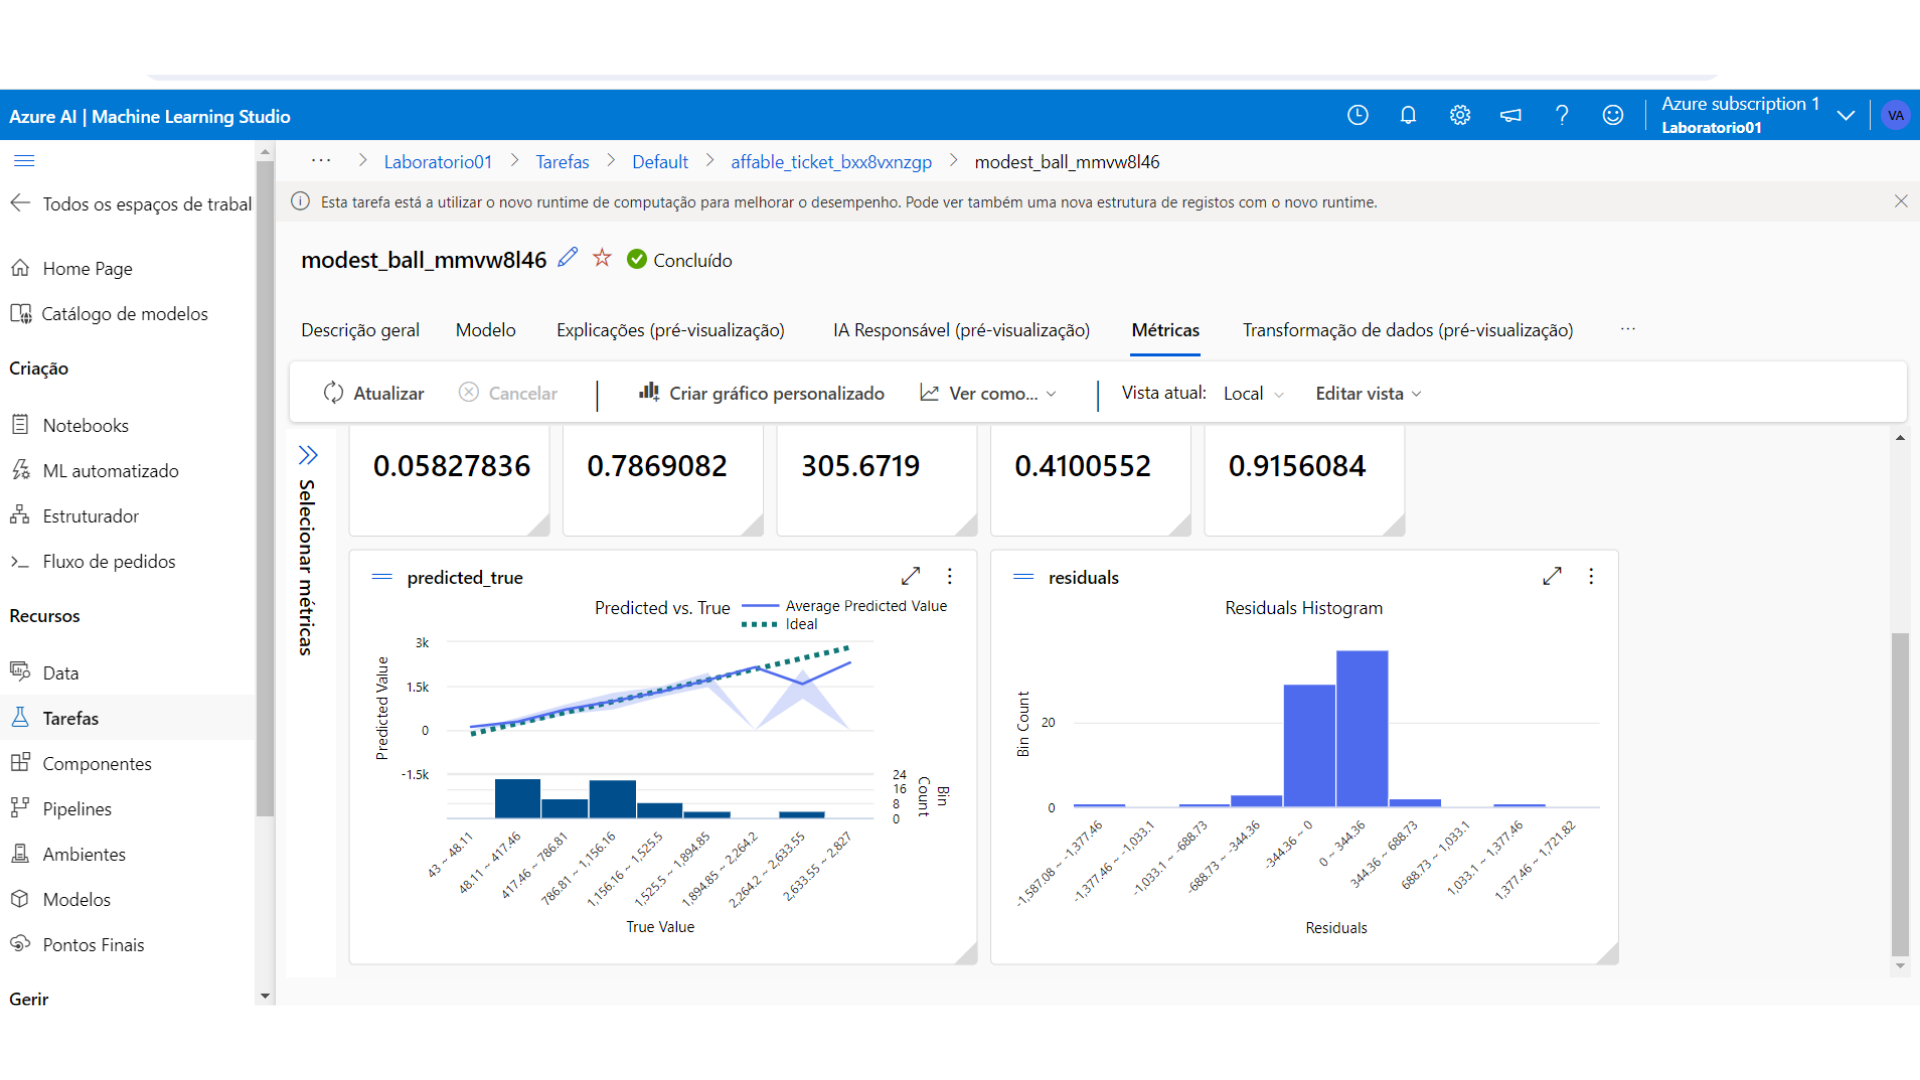 Azure AI | Machine Learning Studio
Azure subscription 1
Laboratorio01
VA
Todos os espaços de trabal
Home Page
Catálogo de modelos
Criação
Notebooks
ML automatizado
Estruturador
Fluxo de pedidos
Recursos
Data
Tarefas
Componentes
Pipelines
Ambientes
Modelos
Pontos Finais
Gerir
... > Laboratorio01 > Tarefas > Default > affable_ticket_bxx8vxnzgp > modest_ball_mmvw8l46
Esta tarefa está a utilizar o novo runtime de computação para melhorar o desempenho. Pode ver também uma nova estrutura de registos com o novo runtime.
modest_ball_mmvw8l46 Concluído
Descrição geral Modelo Explicações (pré-visualização) IA Responsável (pré-visualização) Métricas Transformação de dados (pré-visualização) ...
Atualizar Cancelar | Criar gráfico personalizado Ver como... | Vista atual: Local Editar vista
Selecionar métricas
0.05827836 0.7869082 305.6719 0.4100552 0.9156084
predicted_true
Predicted vs. True
Average Predicted Value
Ideal
Predicted Value
3k
1.5k
0
-1.5k
24
16
8
0
Bin
Count
43 ~ 48.11
48.11 ~ 417.46
417.46 ~ 786.81
786.81 ~ 1,156.16
1,156.16 ~ 1,525.5
1,525.5 ~ 1,894.85
1,894.85 ~ 2,264.2
2,264.2 ~ 2,633.55
2,633.55 ~ 2,827
True Value
residuals
Residuals Histogram
Bin Count
20
0
-1,587.08 ~ -1,377.46
-1,377.46 ~ -1,033.1
-1,033.1 ~ -688.73
-688.73 ~ -344.36
-344.36 ~ 0
0 ~ 344.36
344.36 ~ 688.73
688.73 ~ 1,033.1
1,033.1 ~ 1,377.46
1,377.46 ~ 1,721.82
Residuals